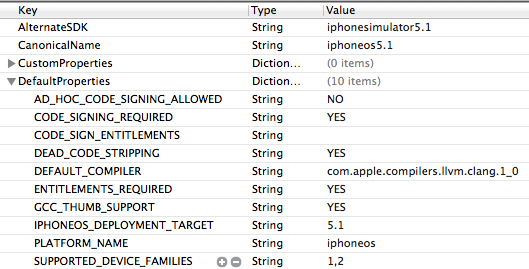 Key Type Value
AlternateSDK String iphonesimulator5.1
CanonicalName String iphoneos5.1
CustomProperties Diction... (0 items)
DefaultProperties Diction... (10 items)
AD_HOC_CODE_SIGNING_ALLOWED String NO
CODE_SIGNING_REQUIRED String YES
CODE_SIGN_ENTITLEMENTS String
DEAD_CODE_STRIPPING String YES
DEFAULT_COMPILER String com.apple.compilers.llvm.clang.1_0
ENTITLEMENTS_REQUIRED String YES
GCC_THUMB_SUPPORT String YES
IPHONEOS_DEPLOYMENT_TARGET String 5.1
PLATFORM_NAME String iphoneos
SUPPORTED_DEVICE_FAMILIES String 1,2